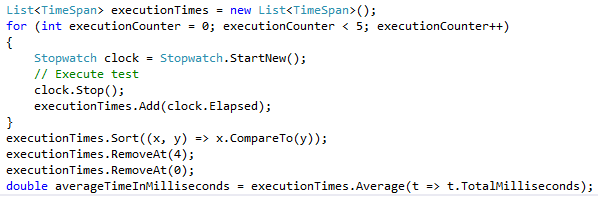 List<TimeSpan> executionTimes = new List<TimeSpan>();
for (int executionCounter = 0; executionCounter < 5; executionCounter++)
{
    Stopwatch clock = Stopwatch.StartNew();
    // Execute test
    clock.Stop();
    executionTimes.Add(clock.Elapsed);
}
executionTimes.Sort((x, y) => x.CompareTo(y));
executionTimes.RemoveAt(4);
executionTimes.RemoveAt(0);
double averageTimeInMilliseconds = executionTimes.Average(t => t.TotalMilliseconds);